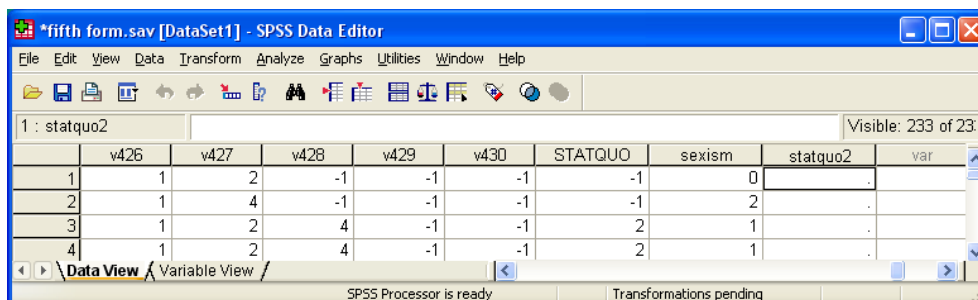 *fifth form.sav [DataSet1] - SPSS Data Editor
File Edit View Data Transform Analyze Graphs Utilities Window Help
1 : statquo2 Visible: 233 of 23
v426 v427 v428 v429 v430 STATQUO sexism statquo2 var
1 1 2 -1 -1 -1 -1 0 .
2 1 4 -1 -1 -1 -1 2 .
3 1 2 4 -1 -1 2 1 .
4 1 2 4 -1 -1 2 1 .
Data View Variable View
SPSS Processor is ready Transformations pending